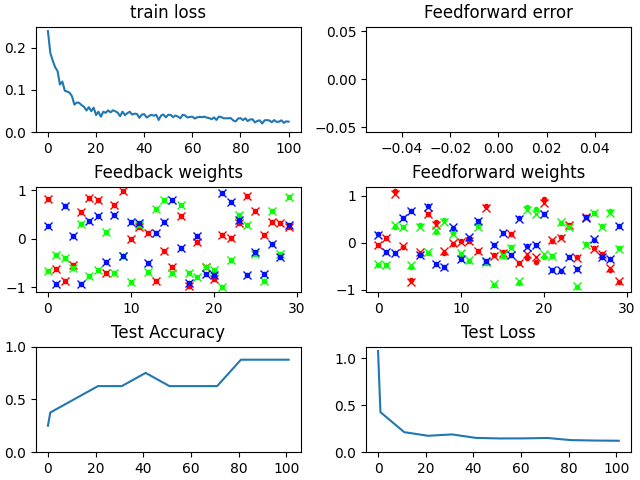 train loss
0.2
0.1
0.0
0 20 40 60 80 100
Feedforward error
0.05
0.00
−0.05
−0.04 −0.02 0.00 0.02 0.04
Feedback weights
1
0
−1
0 10 20 30
Feedforward weights
1
0
−1
0 10 20 30
Test Accuracy
1.0
0.5
0.0
0 20 40 60 80 100
Test Loss
1.0
0.5
0.0
0 20 40 60 80 100